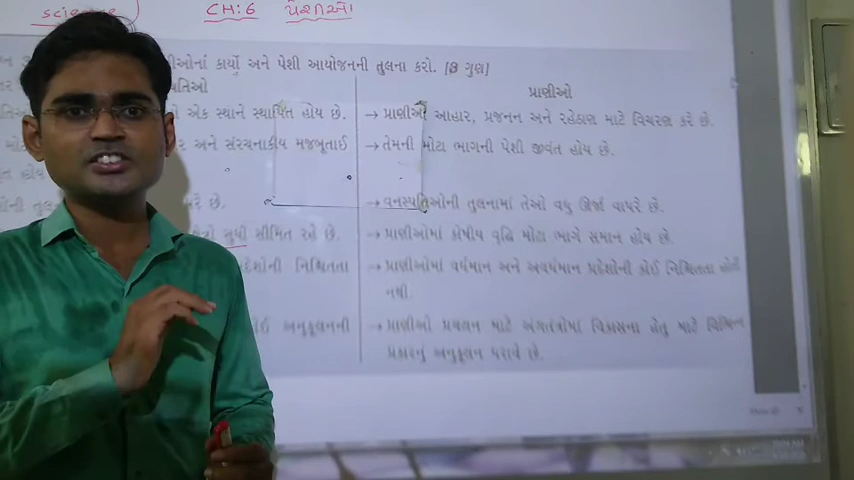 science CH:6 પેશીઓ
કાર્યો અને પેશી આયોજનની તુલના કરો. [3 ગુણ]
પ્રાણીઓ
એક સ્થાને સ્થાપિત હોય છે. → પ્રાણીઓ આહાર, પ્રજનન અને રહેઠાણ માટે વિચરણ કરે છે.
અને સંરચનાકીય મજબૂતાઈ → તેમની મોટા ભાગની પેશી જીવંત હોય છે.
કરે છે. → વનસ્પતિઓની તુલનામાં તેઓ વધુ ઊર્જા વાપરે છે.
સુધી સીમિત રહે છે. → પ્રાણીઓમાં કોષીય વૃદ્ધિ મોટા ભાગે સમાન હોય છે.
નિશ્ચિતતા → પ્રાણીઓમાં વર્ધમાન અને અવર્ધમાન પ્રદેશોની કોઈ નિશ્ચિતતા હોતી
નથી.
અનુકૂલનની → પ્રાણીઓ પ્રચલન માટે અંગતંત્રોમાં વિકાસના હેતુ માટે વિભિન્ન
પ્રકારનું અનુકૂલન ધરાવે છે.